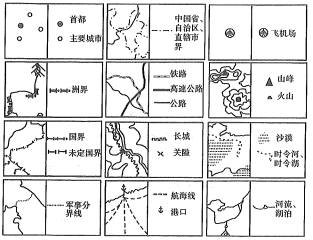 首都
主要城市
中国省、
自治区、
直辖市
界
飞机场
洲界
铁路
高速公路
公路
山峰
火山
国界
未定国界
长城
关隘
沙漠
时令河、
时令湖
军事分
界线
航海线
港口
河流、
湖泊